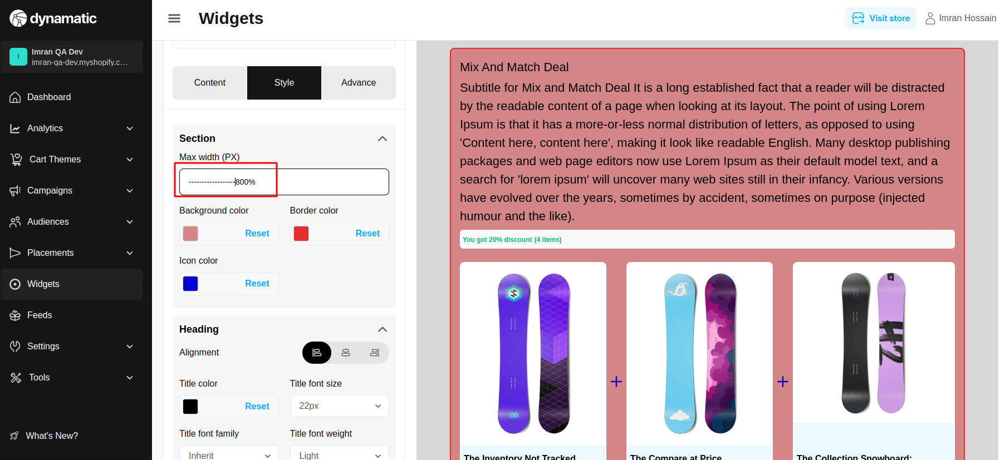 dynamatic
Widgets
Visit store
Imran Hossain
I
Imran QA Dev
imran-qa-dev.myshopify.c…
Dashboard
Analytics
Cart Themes
Campaigns
Audiences
Placements
Widgets
Feeds
Settings
Tools
What's New?
Content
Style
Advance
Section
Max width (PX)
------------------800%
Background color
Border color
Reset
Reset
Icon color
Reset
Heading
Alignment
Title color
Title font size
Reset
22px
Title font family
Title font weight
Inherit
Light
Mix And Match Deal
Subtitle for Mix and Match Deal It is a long established fact that a reader will be distracted
by the readable content of a page when looking at its layout. The point of using Lorem
Ipsum is that it has a more-or-less normal distribution of letters, as opposed to using
'Content here, content here', making it look like readable English. Many desktop publishing
packages and web page editors now use Lorem Ipsum as their default model text, and a
search for 'lorem ipsum' will uncover many web sites still in their infancy. Various versions
have evolved over the years, sometimes by accident, sometimes on purpose (injected
humour and the like).
You got 20% discount (4 items)
+
+
The Inventory Not Tracked
The Compare at Price
The Collection Snowboard: